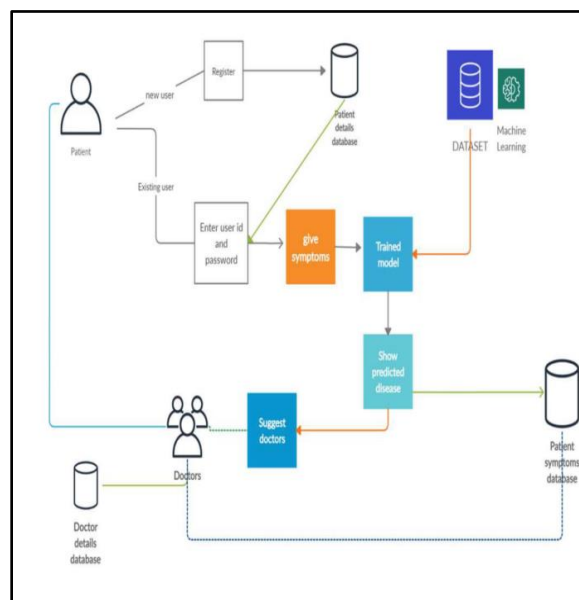 Register
new user
Patient
Patient
details
database
DATASET
Machine
Learning
Existing user
Enter user id
and
password
give
symptoms
Trained
model
Show
predicted
disease
Suggest
doctors
Doctors
Patient
symptoms
database
Doctor
details
database